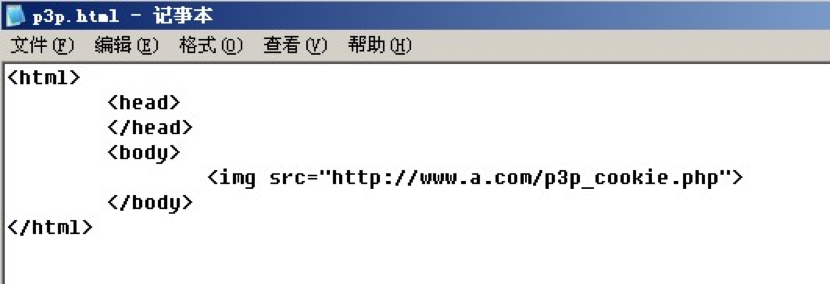 p3p.html - 记事本
文件(F) 编辑(E) 格式(O) 查看(V) 帮助(H)
<html>
        <head>
        </head>
        <body>
                <img src="http://www.a.com/p3p_cookie.php">
        </body>
</html>